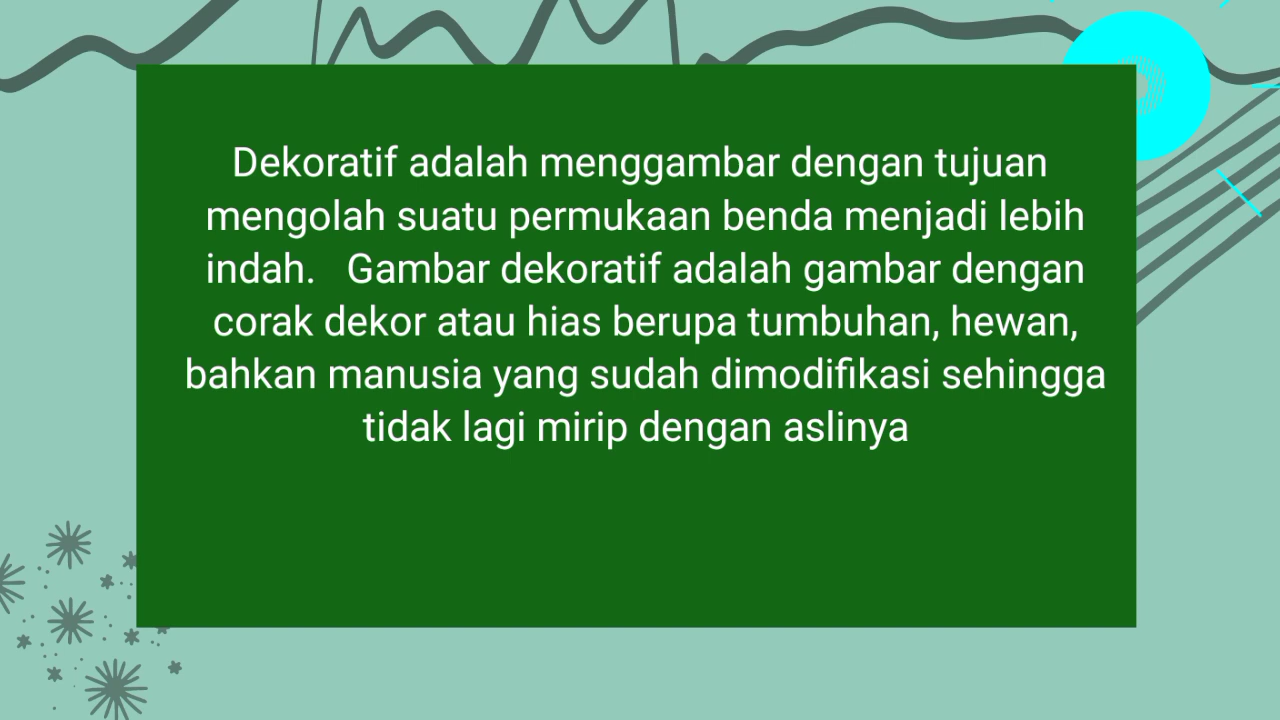 Dekoratif adalah menggambar dengan tujuan
mengolah suatu permukaan benda menjadi lebih
indah.   Gambar dekoratif adalah gambar dengan
corak dekor atau hias berupa tumbuhan, hewan,
bahkan manusia yang sudah dimodifikasi sehingga
tidak lagi mirip dengan aslinya